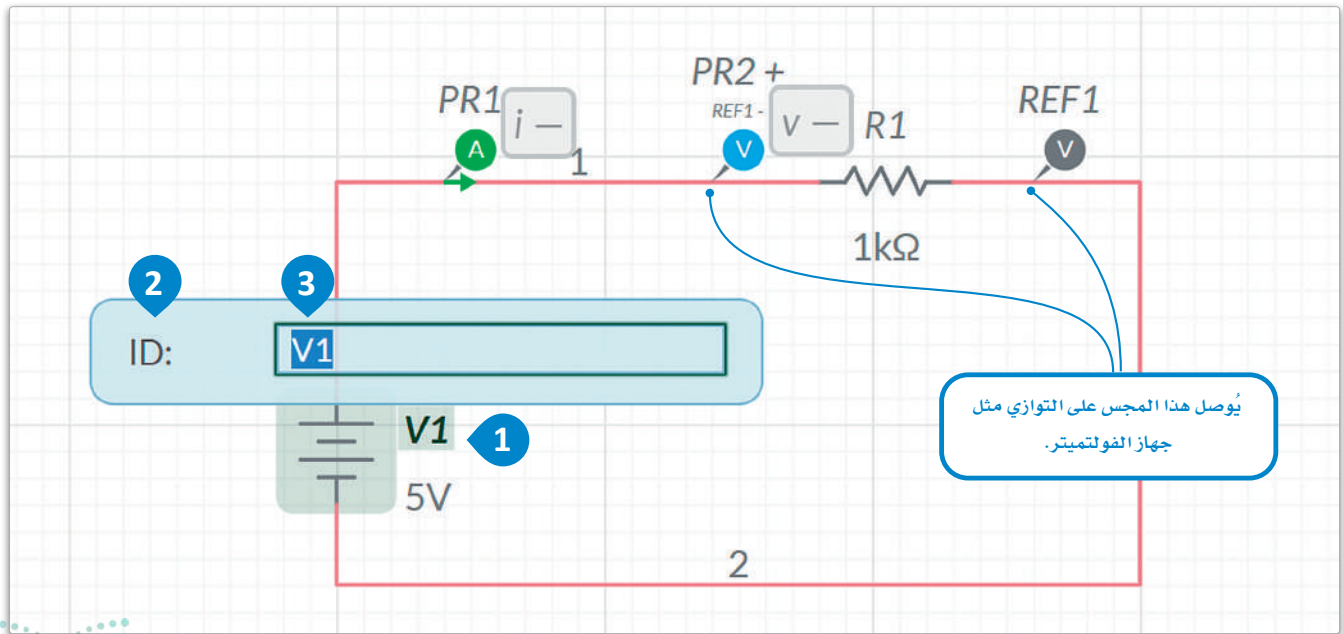 PR1
i –
A
1
PR2 +
REF1 -
V
v –
R1
REF1
V
1kΩ
2
3
ID:
V1
V1
1
5V
يُوصل هذا المجس على التوازي مثل
جهاز الفولتميتر.
2